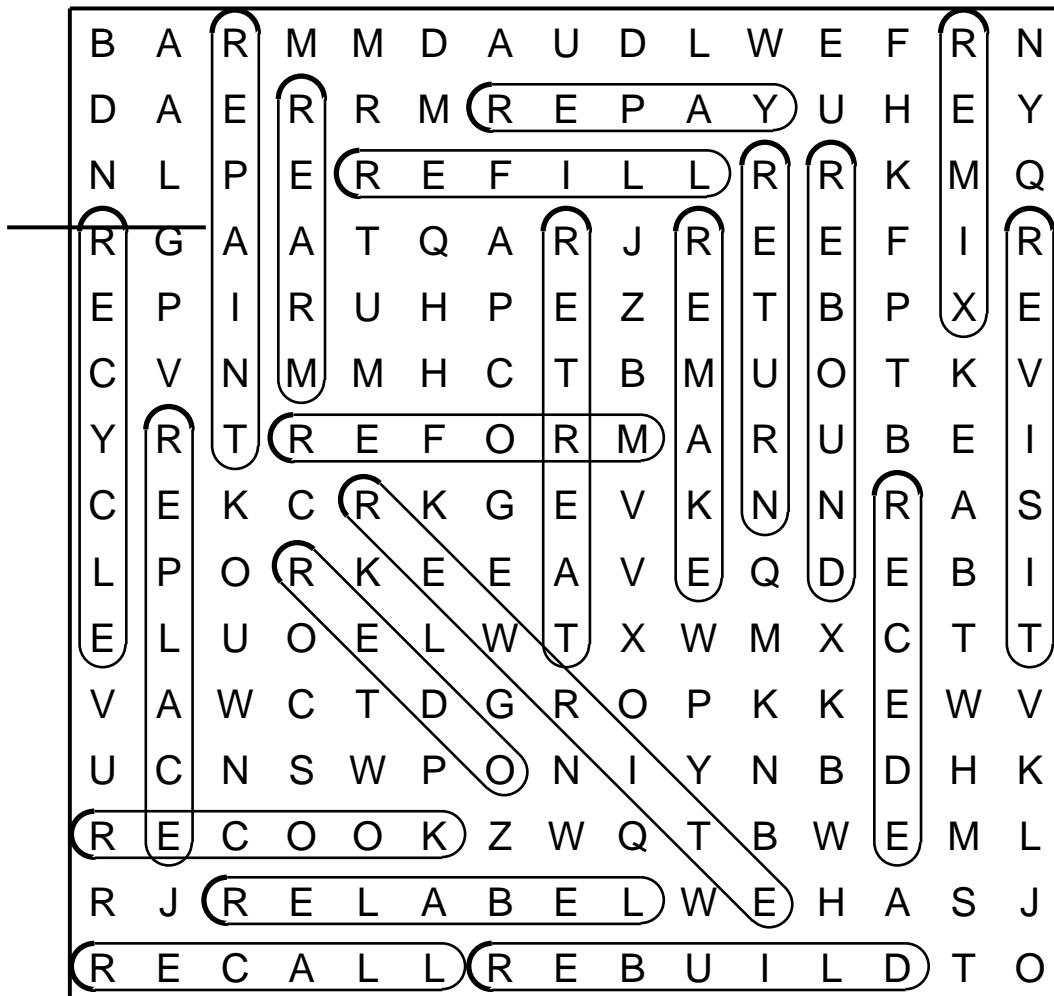 B A R M M D A U D L W E F R N
D A E R R M R E P A Y U H E Y
N L P E R E F I L L R R K M Q
R G A A T Q A R J R E E F I R
E P I R U H P E Z E T B P X E
C V N M M H C T B M U O T K V
Y R T R E F O R M A R U B E I
C E K C R K G E V K N N R A S
L P O R K E E A V E Q D E B I
E L U O E L W T X W M X C T T
V A W C T D G R O P K K E W V
U C N S W P O N I Y N B D H K
R E C O O K Z W Q T B W E M L
R J R E L A B E L W E H A S J
R E C A L L R E B U I L D T O